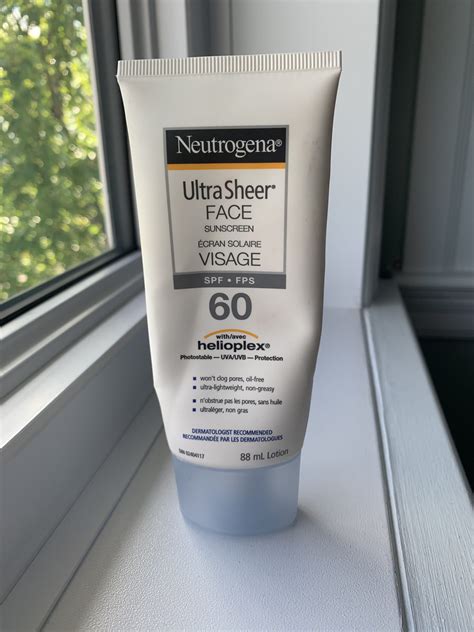 Neutrogena®
Ultra Sheer®
FACE
SUNSCREEN
ÉCRAN SOLAIRE
VISAGE
SPF • FPS
60
with/avec
helioplex®
Photostable — UVA/UVB — Protection
won't clog pores, oil-free
ultra-lightweight, non-greasy
n'obstrue pas les pores, sans huile
ultraléger, non gras
DERMATOLOGIST RECOMMENDED
RECOMMANDÉE PAR LES DERMATOLOGUES
DIN 02404117
88 mL Lotion